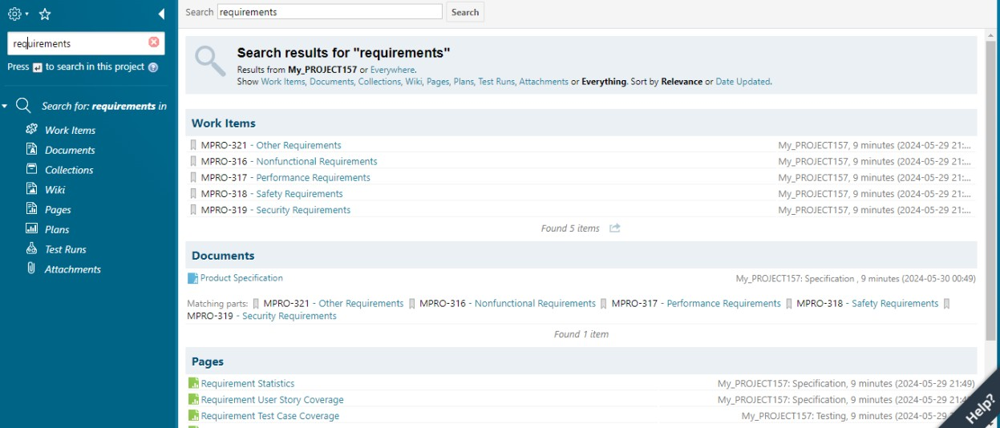 requirements
Press to search in this project
Search for: requirements in
Work Items
Documents
Collections
Wiki
Pages
Plans
Test Runs
Attachments
Search requirements Search
Search results for "requirements"
Results from My_PROJECT157 or Everywhere.
Show Work Items, Documents, Collections, Wiki, Pages, Plans, Test Runs, Attachments or Everything. Sort by Relevance or Date Updated.
Work Items
MPRO-321 - Other Requirements My_PROJECT157, 9 minutes (2024-05-29 21:...
MPRO-316 - Nonfunctional Requirements My_PROJECT157, 9 minutes (2024-05-29 21:...
MPRO-317 - Performance Requirements My_PROJECT157, 9 minutes (2024-05-29 21:...
MPRO-318 - Safety Requirements My_PROJECT157, 9 minutes (2024-05-29 21:...
MPRO-319 - Security Requirements My_PROJECT157, 9 minutes (2024-05-29 21:...
Found 5 items
Documents
Product Specification My_PROJECT157: Specification , 9 minutes (2024-05-30 00:49)
Matching parts: MPRO-321 - Other Requirements MPRO-316 - Nonfunctional Requirements MPRO-317 - Performance Requirements MPRO-318 - Safety Requirements
MPRO-319 - Security Requirements
Found 1 item
Pages
Requirement Statistics My_PROJECT157: Specification, 9 minutes (2024-05-29 21:49)
Requirement User Story Coverage My_PROJECT157: Specification, 9 minutes (2024-05-29
Requirement Test Case Coverage My_PROJECT157: Testing, 9 minutes (2024-05-29
Help?